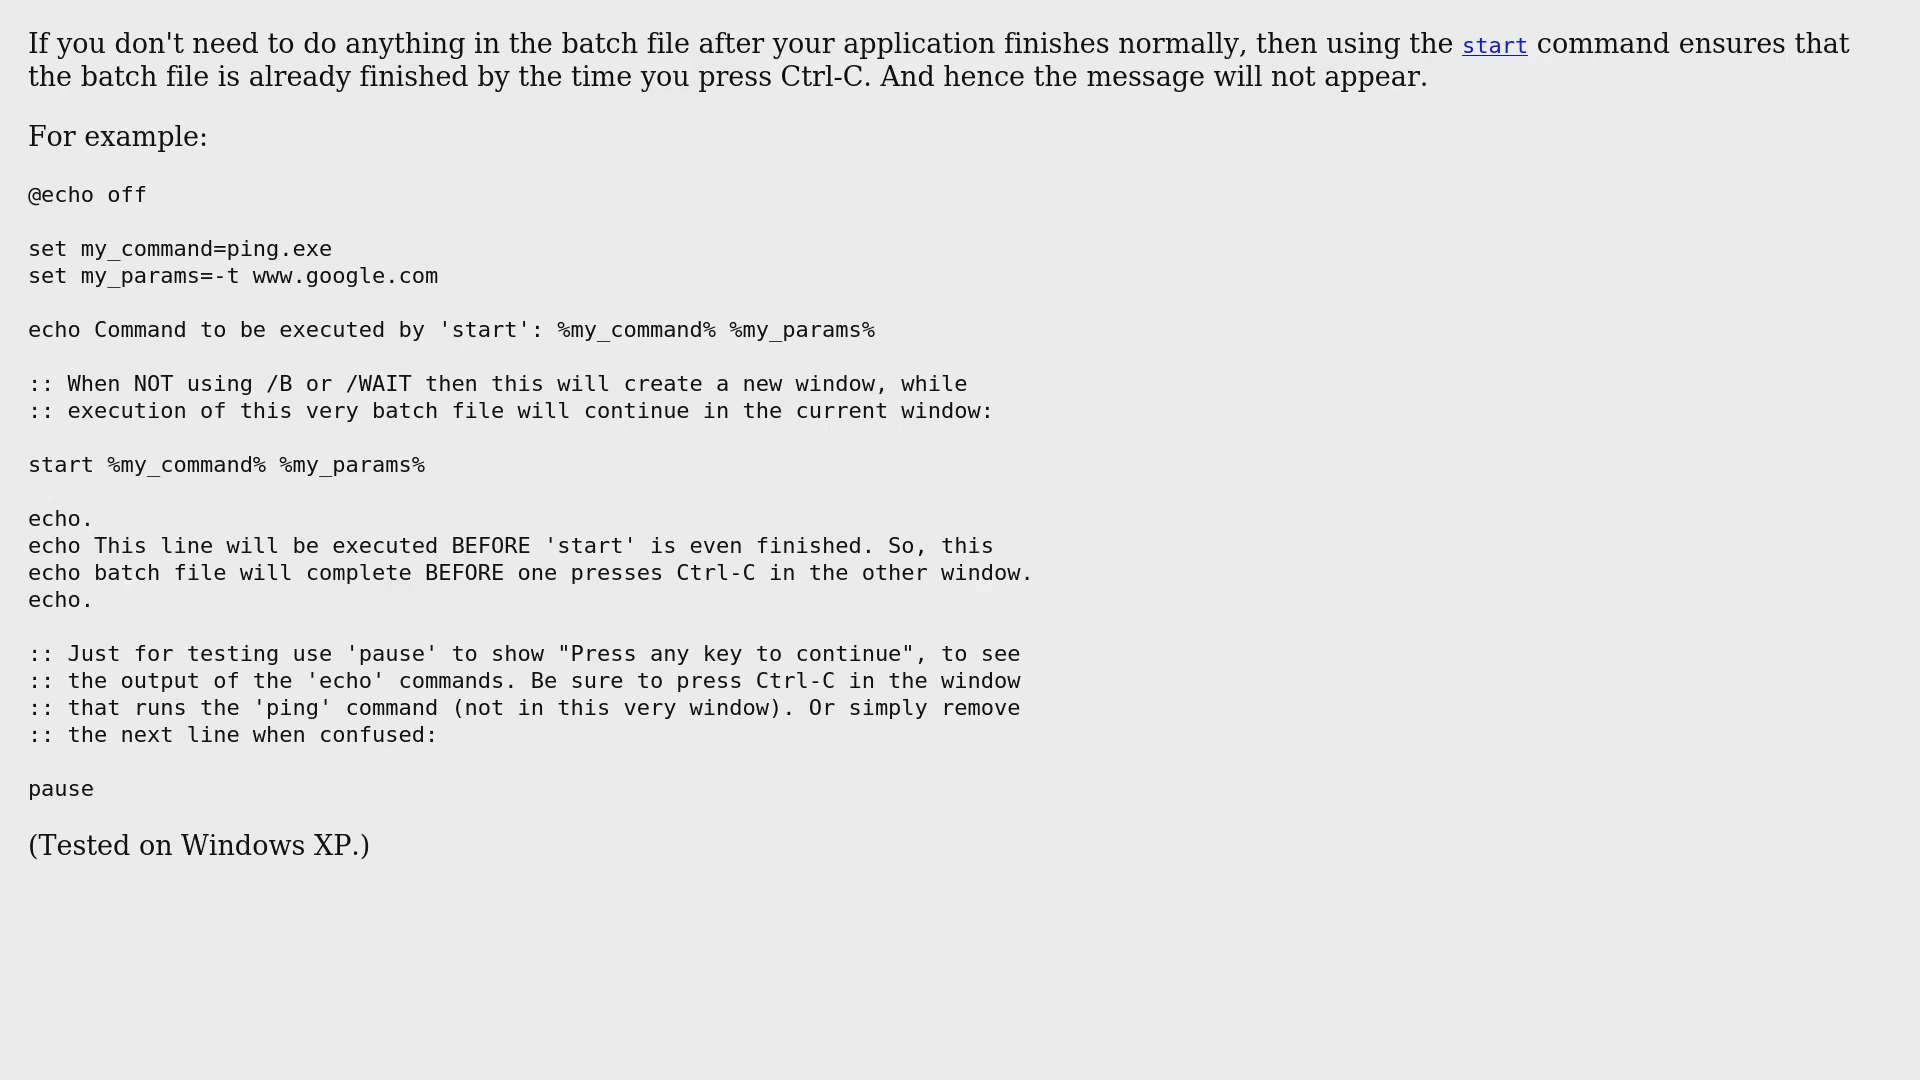 If you don't need to do anything in the batch file after your application finishes normally, then using the start command ensures that
the batch file is already finished by the time you press Ctrl-C. And hence the message will not appear.
For example:
@echo off
set my_command=ping.exe
set my_params=-t www.google.com
echo Command to be executed by 'start': %my_command% %my_params%
:: When NOT using /B or /WAIT then this will create a new window, while
:: execution of this very batch file will continue in the current window:
start %my_command% %my_params%
echo.
echo This line will be executed BEFORE 'start' is even finished. So, this
echo batch file will complete BEFORE one presses Ctrl-C in the other window.
echo.
:: Just for testing use 'pause' to show "Press any key to continue", to see
:: the output of the 'echo' commands. Be sure to press Ctrl-C in the window
:: that runs the 'ping' command (not in this very window). Or simply remove
:: the next line when confused:
pause
(Tested on Windows XP.)